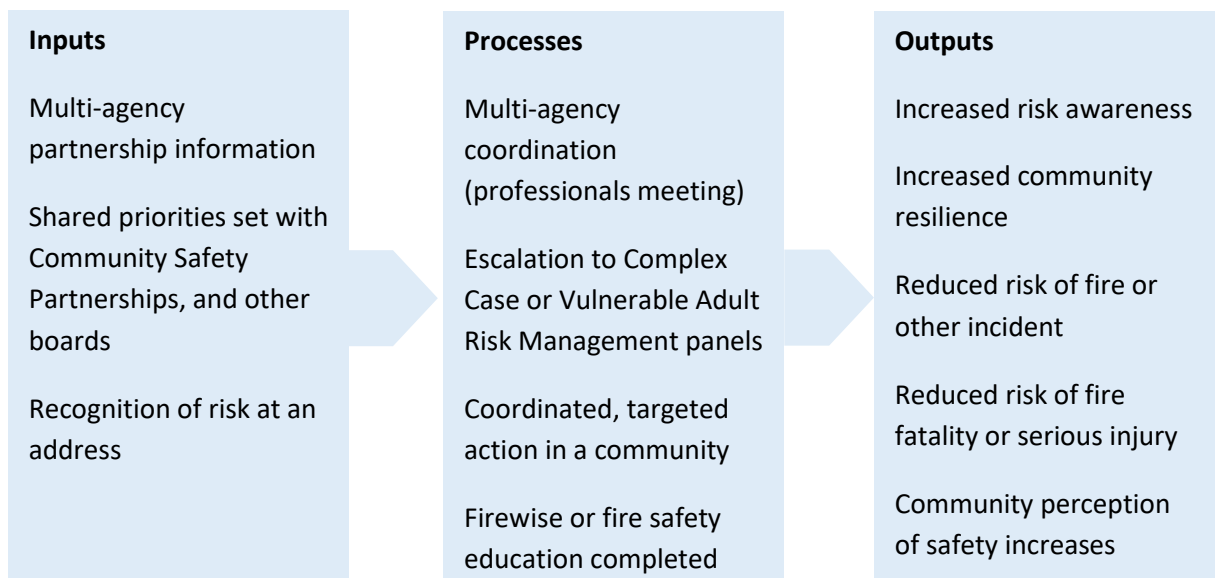 Inputs
Multi-agency
partnership information
Shared priorities set with
Community Safety
Partnerships, and other
boards
Recognition of risk at an
address
Processes
Multi-agency
coordination
(professionals meeting)
Escalation to Complex
Case or Vulnerable Adult
Risk Management panels
Coordinated, targeted
action in a community
Firewise or fire safety
education completed
Outputs
Increased risk awareness
Increased community
resilience
Reduced risk of fire or
other incident
Reduced risk of fire
fatality or serious injury
Community perception
of safety increases